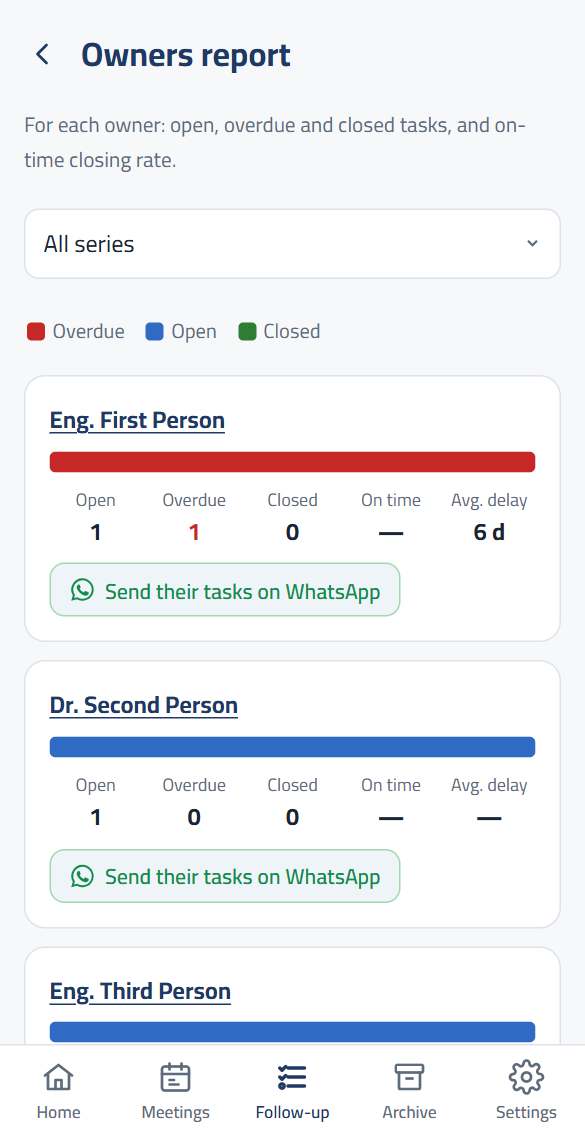 Owners report
For each owner: open, overdue and closed tasks, and on-
time closing rate.
All series
Overdue Open Closed
Eng. First Person
Open Overdue Closed On time Avg. delay
1 1 0 — 6 d
Send their tasks on WhatsApp
Dr. Second Person
Open Overdue Closed On time Avg. delay
1 0 0 — —
Send their tasks on WhatsApp
Eng. Third Person
Home Meetings Follow-up Archive Settings